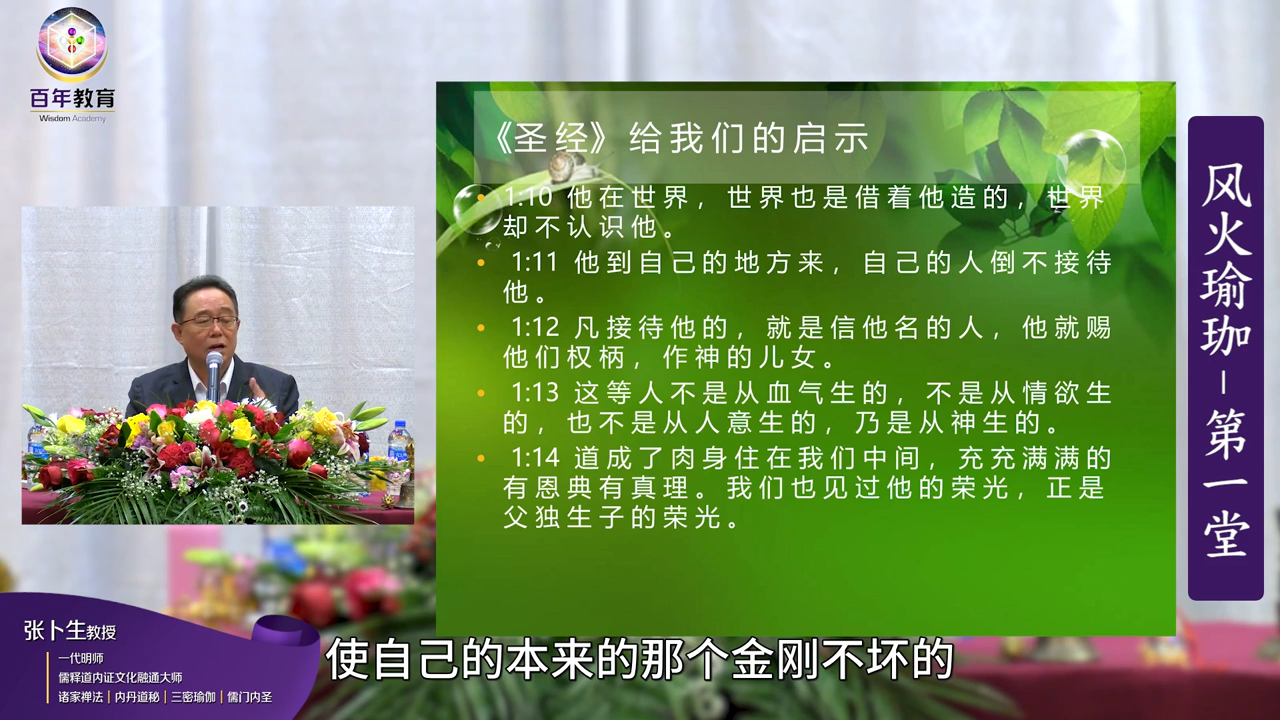 百年教育
Wisdom Academy
《圣经》给我们的启示
1:10 他在世界，世界也是借着他造的，世界
却不认识他。
1:11 他到自己的地方来，自己的人倒不接待
他。
1:12 凡接待他的，就是信他名的人，他就赐
他们权柄，作神的儿女。
1:13 这等人不是从血气生的，不是从情欲生
的，也不是从人意生的，乃是从神生的。
1:14 道成了肉身住在我们中间，充充满满的
有恩典有真理。我们也见过他的荣光，正是
父独生子的荣光。
风火瑜珈-第一堂
张卜生教授
一代明师
儒释道内证文化融通大师
诸家禅法 | 内丹道秘 | 三密瑜伽 | 儒门内圣
使自己的本来的那个金刚不坏的